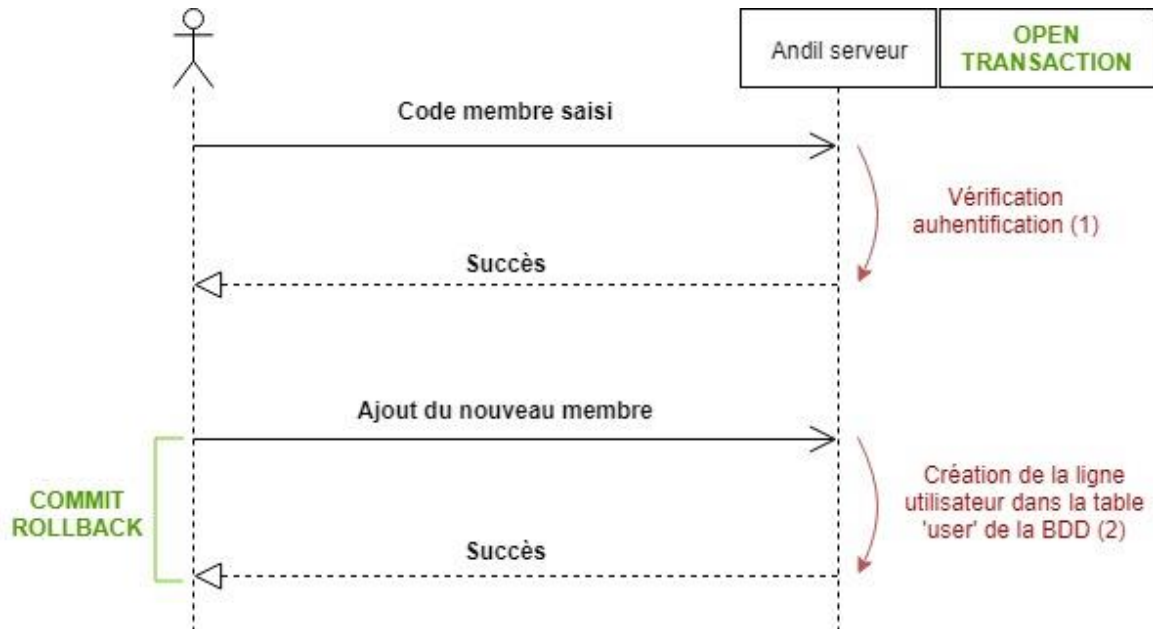 Andil serveur
OPEN
TRANSACTION
Code membre saisi
Vérification
auhentification (1)
Succès
Ajout du nouveau membre
COMMIT
ROLLBACK
Création de la ligne
utilisateur dans la table
'user' de la BDD (2)
Succès